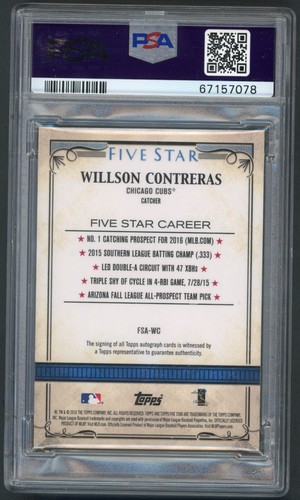 PSA
67157078
FIVE STAR
WILLSON CONTRERAS
CHICAGO CUBS®
CATCHER
FIVE STAR CAREER
★ NO. 1 CATCHING PROSPECT FOR 2016 (MLB.COM) ★
★ 2015 SOUTHERN LEAGUE BATTING CHAMP (.333) ★
★ LED DOUBLE-A CIRCUIT WITH 47 XBHs ★
★ TRIPLE SHY OF CYCLE IN 4-RBI GAME, 7/28/15 ★
★ ARIZONA FALL LEAGUE ALL-PROSPECT TEAM PICK ★
FSA-WC
The signing of all Topps autograph cards is witnessed by
a Topps representative to guarantee authenticity.
Topps